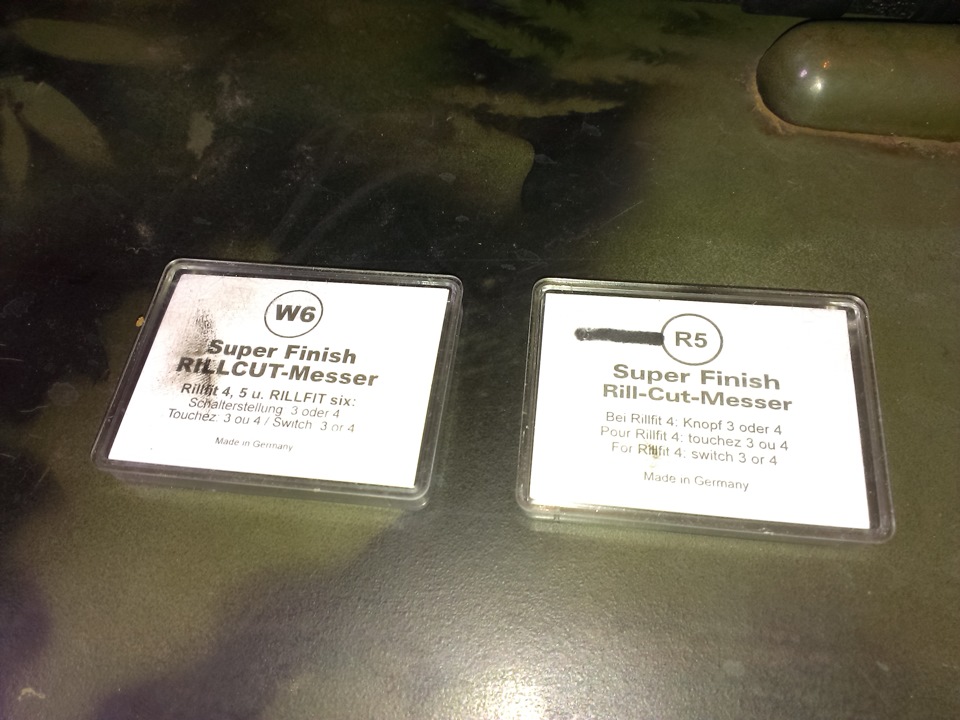 W6
Super Finish
RILLCUT-Messer
Rillfit 4, 5 u. RILLFIT six:
Schalterstellung 3 oder 4
Touchez: 3 ou 4 / Switch 3 or 4
Made in Germany
R5
Super Finish
Rill-Cut-Messer
Bei Rillfit 4: Knopf 3 oder 4
Pour Rillfit 4: touchez 3 ou 4
For Rillfit 4: switch 3 or 4
Made in Germany